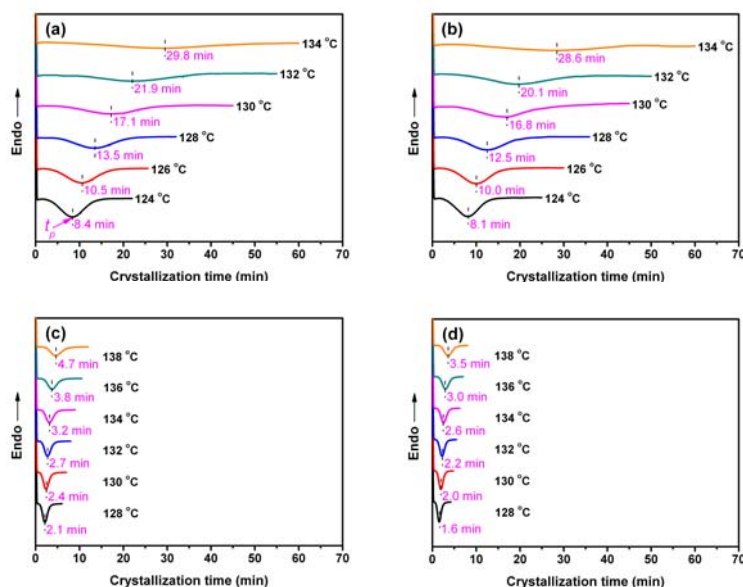 (a)
134 °C
29.8 min
132 °C
21.9 min
130 °C
17.1 min
128 °C
13.5 min
126 °C
10.5 min
124 °C
8.4 min
t_p
Endo
0 10 20 30 40 50 60 70
Crystallization time (min)
(b)
134 °C
28.6 min
132 °C
20.1 min
130 °C
16.8 min
128 °C
12.5 min
126 °C
10.0 min
124 °C
8.1 min
Endo
0 10 20 30 40 50 60 70
Crystallization time (min)
(c)
138 °C
4.7 min
136 °C
3.8 min
134 °C
3.2 min
132 °C
2.7 min
130 °C
2.4 min
128 °C
2.1 min
Endo
0 10 20 30 40 50 60 70
Crystallization time (min)
(d)
138 °C
3.5 min
136 °C
3.0 min
134 °C
2.6 min
132 °C
2.2 min
130 °C
2.0 min
128 °C
1.6 min
Endo
0 10 20 30 40 50 60 70
Crystallization time (min)